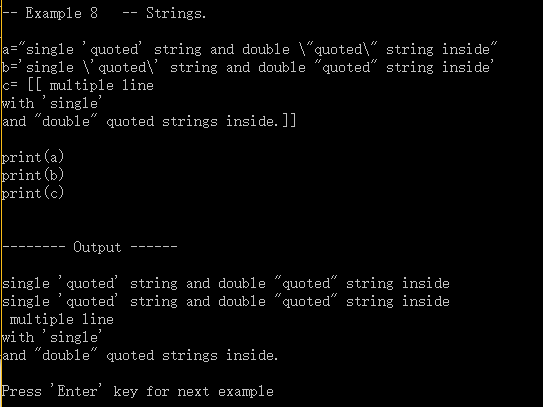 -- Example 8   -- Strings.
a="single 'quoted' string and double \"quoted\" string inside"
b='single \'quoted\' string and double "quoted" string inside'
c= [[ multiple line
with 'single'
and "double" quoted strings inside.]]
print(a)
print(b)
print(c)
-------- Output ------
single 'quoted' string and double "quoted" string inside
single 'quoted' string and double "quoted" string inside
 multiple line
with 'single'
and "double" quoted strings inside.
Press 'Enter' key for next example